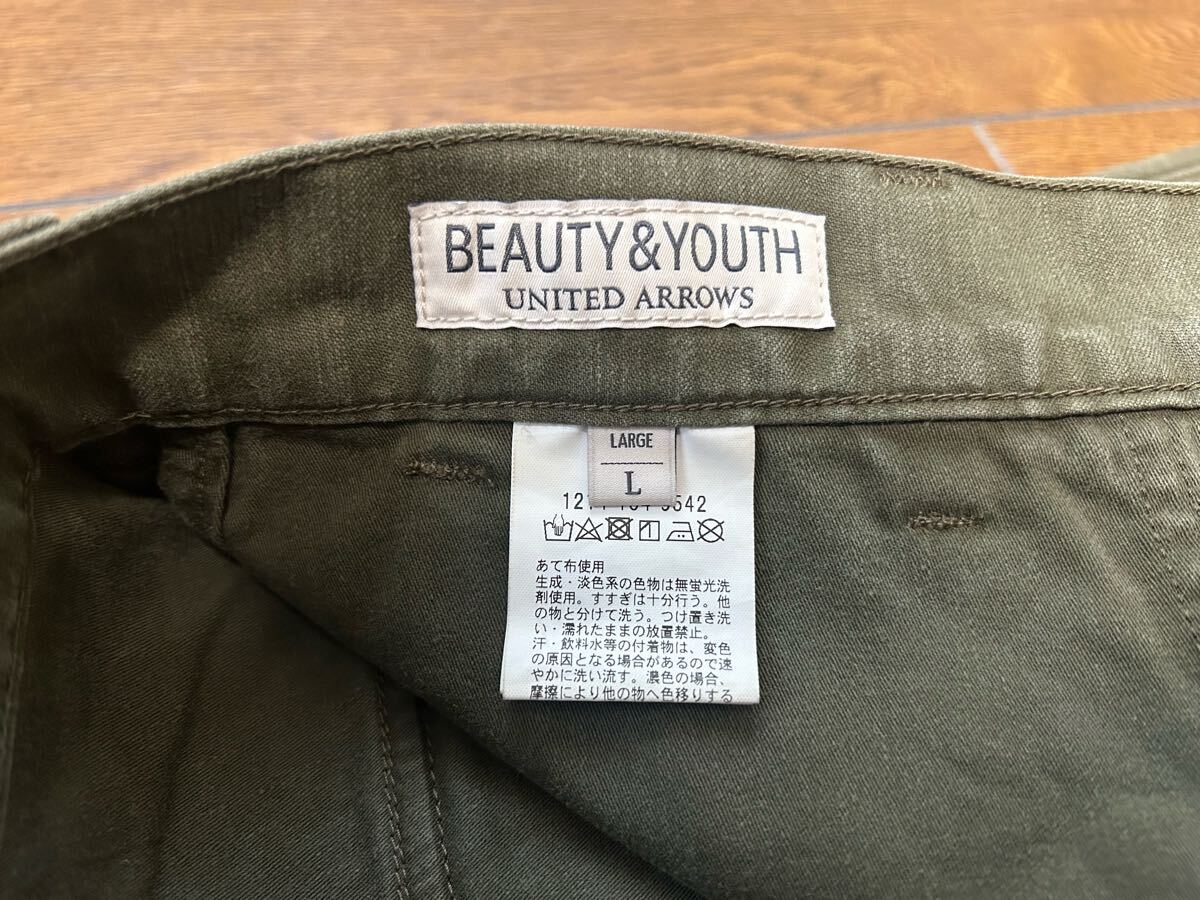 BEAUTY&YOUTH
UNITED ARROWS
LARGE
L
あて布使用
生成・淡色系の色物は無蛍光洗
剤使用。すすぎは十分行う。他
の物と分けて洗う。つけ置き洗
い・濡れたままの放置禁止。
汗・飲料水等の付着物は、変色
の原因となる場合があるので速
やかに洗い流す。濃色の場合、
摩擦により他の物へ色移りする